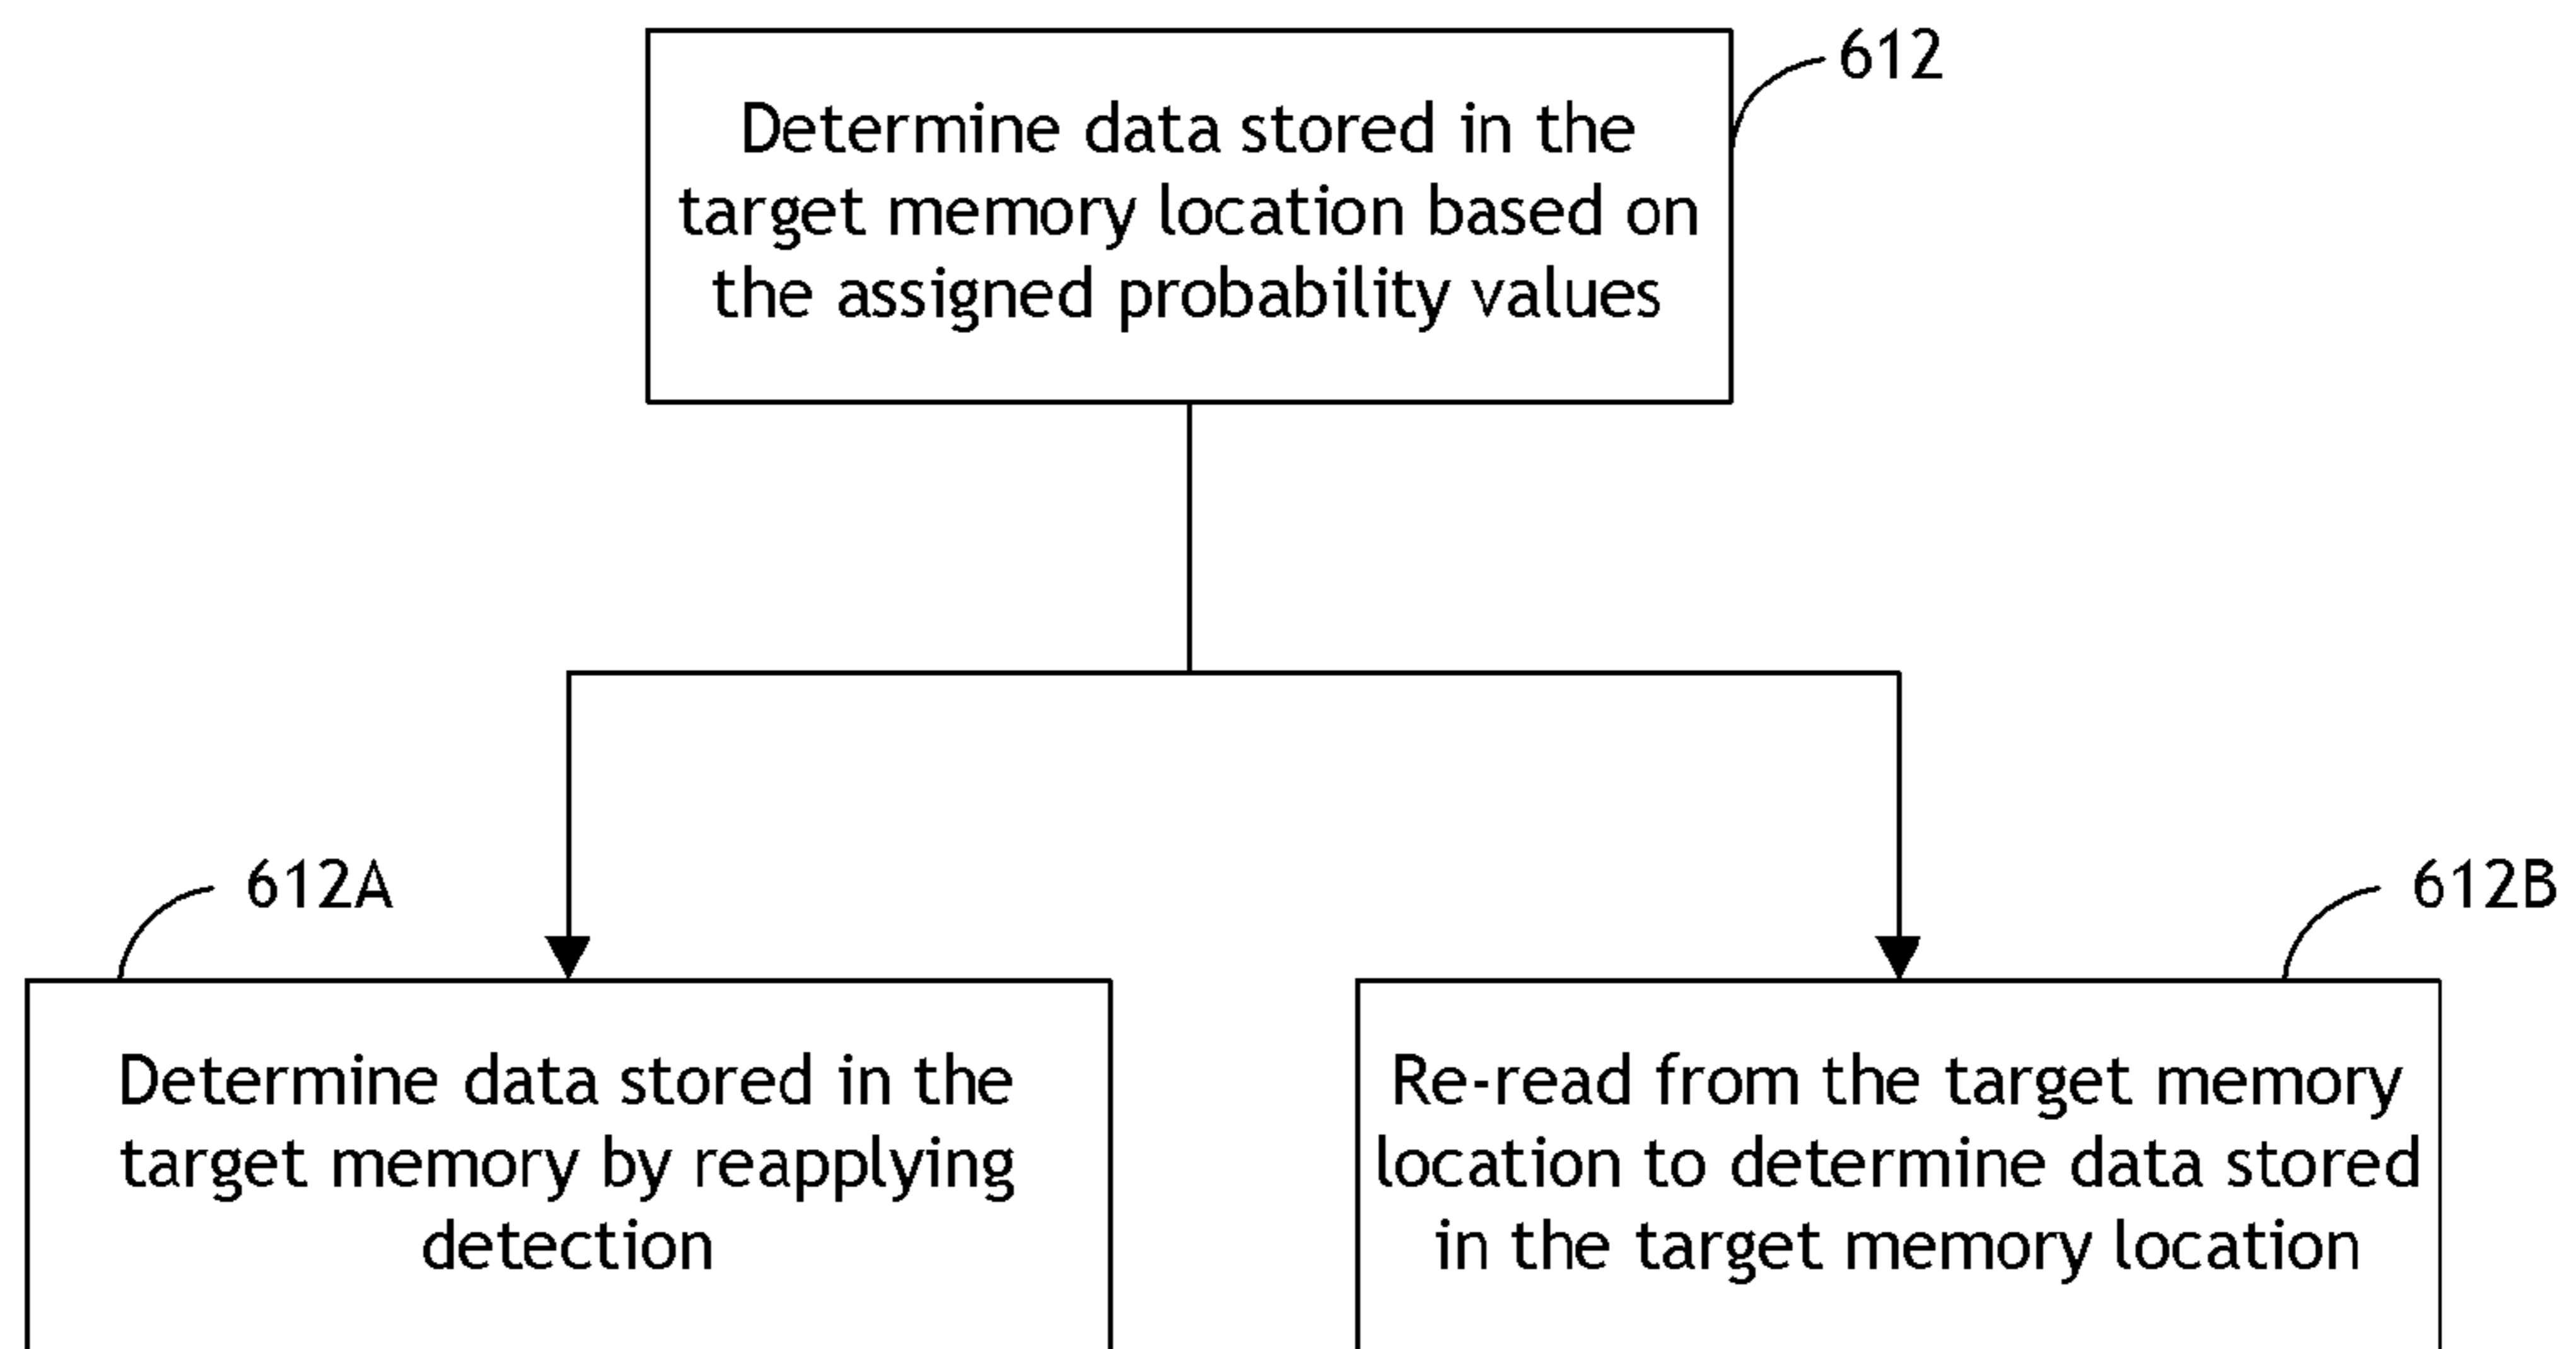 612
Determine data stored in the
target memory location based on
the assigned probability values
612A
612B
Determine data stored in the
target memory by reapplying
detection
Re-read from the target memory
location to determine data stored
in the target memory location